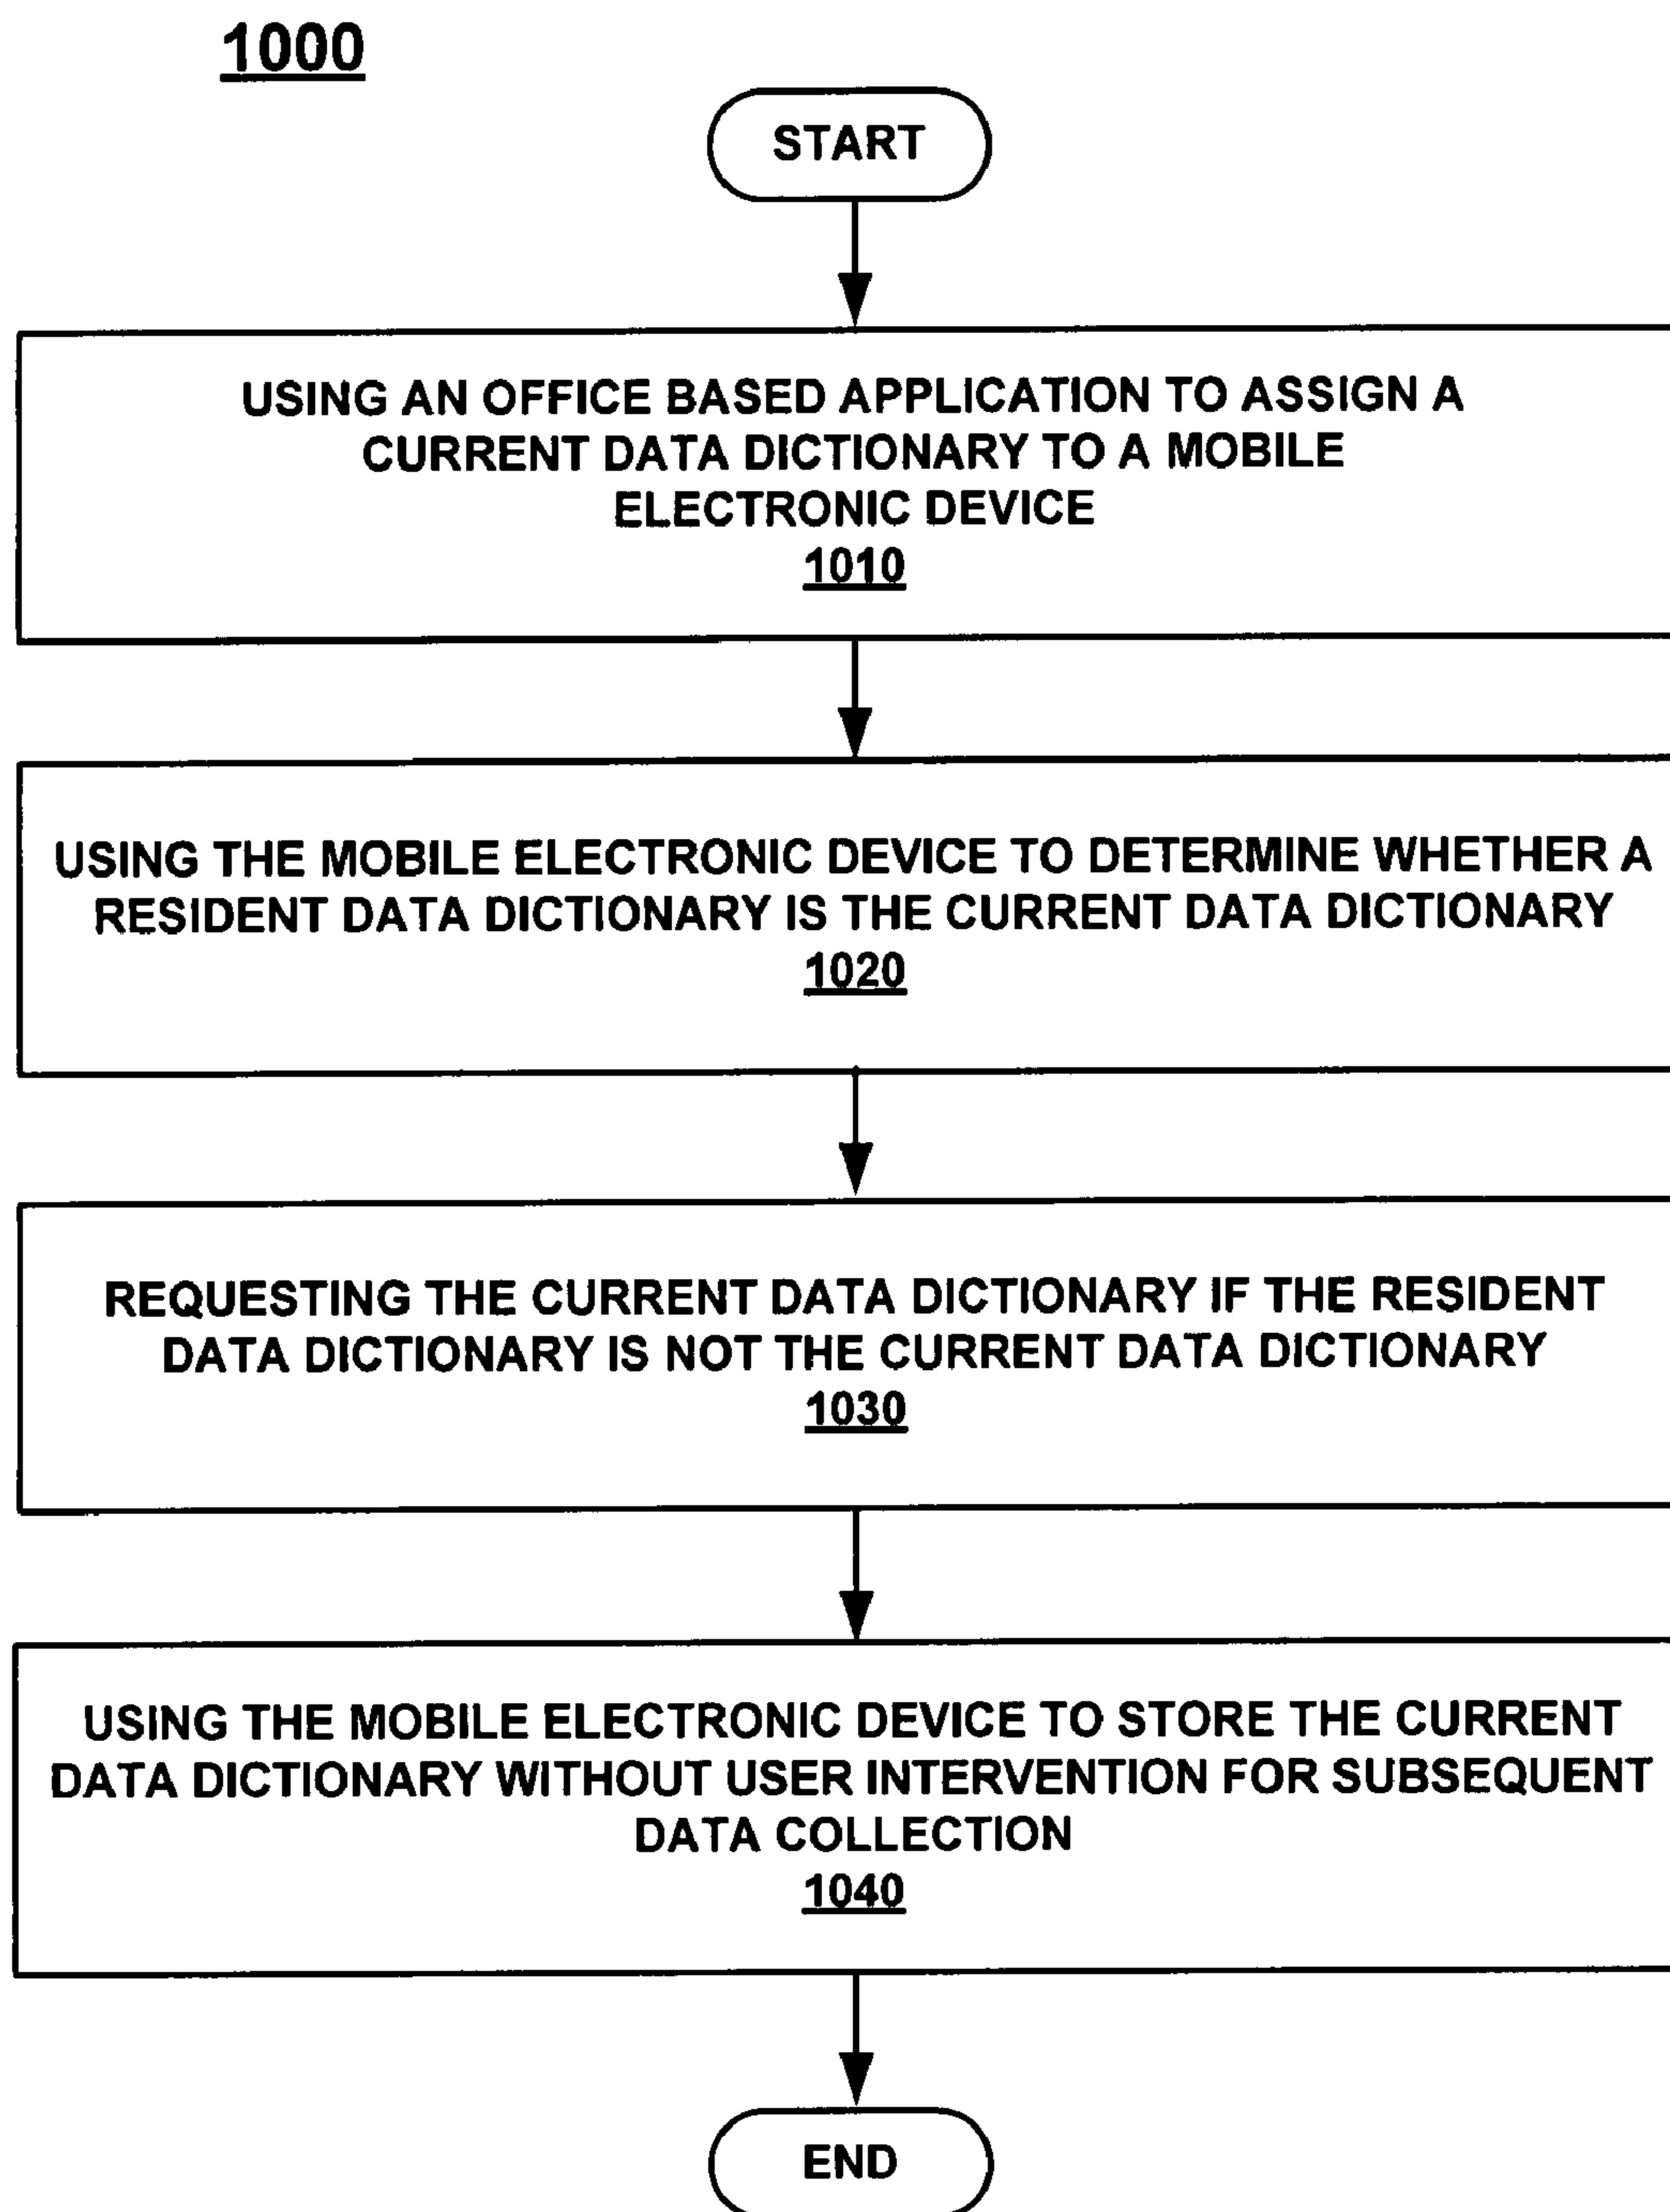 1000
START
USING AN OFFICE BASED APPLICATION TO ASSIGN A
CURRENT DATA DICTIONARY TO A MOBILE
ELECTRONIC DEVICE
1010
USING THE MOBILE ELECTRONIC DEVICE TO DETERMINE WHETHER A
RESIDENT DATA DICTIONARY IS THE CURRENT DATA DICTIONARY
1020
REQUESTING THE CURRENT DATA DICTIONARY IF THE RESIDENT
DATA DICTIONARY IS NOT THE CURRENT DATA DICTIONARY
1030
USING THE MOBILE ELECTRONIC DEVICE TO STORE THE CURRENT
DATA DICTIONARY WITHOUT USER INTERVENTION FOR SUBSEQUENT
DATA COLLECTION
1040
END